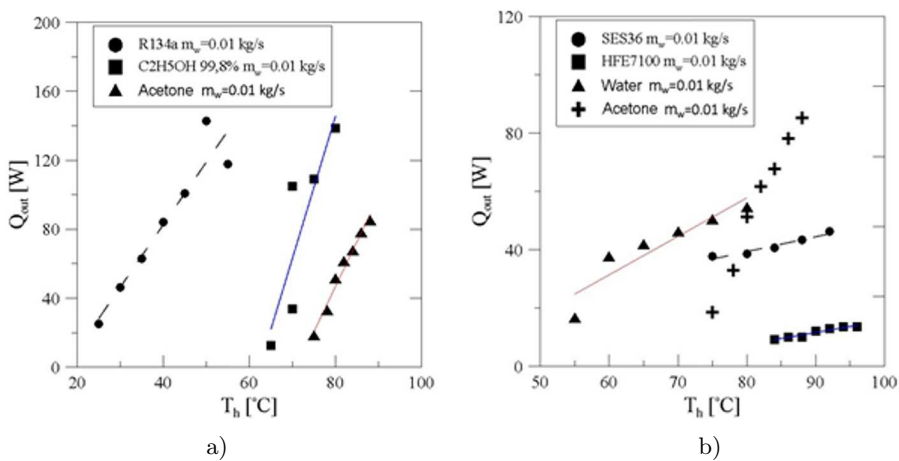 200
160
120
80
40
0
Q_out [W]
R134a m_w=0.01 kg/s
C2H5OH 99,8% m_w=0.01 kg/s
Acetone m_w=0.01 kg/s
20 40 60 80 100
T_h [°C]
a)
120
80
40
0
Q_out [W]
SES36 m_w=0.01 kg/s
HFE7100 m_w=0.01 kg/s
Water m_w=0.01 kg/s
Acetone m_w=0.01 kg/s
50 60 70 80 90 100
T_h [°C]
b)